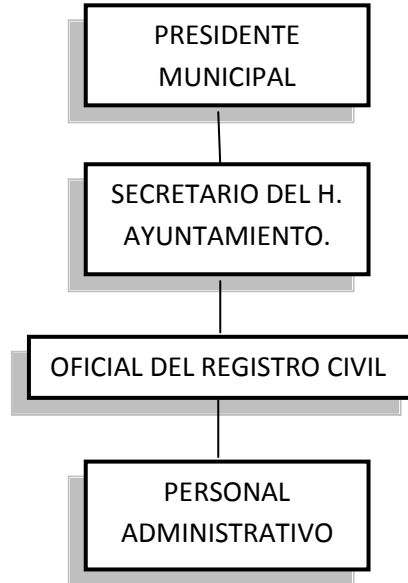 PRESIDENTE
MUNICIPAL
SECRETARIO DEL H.
AYUNTAMIENTO.
OFICIAL DEL REGISTRO CIVIL
PERSONAL
ADMINISTRATIVO